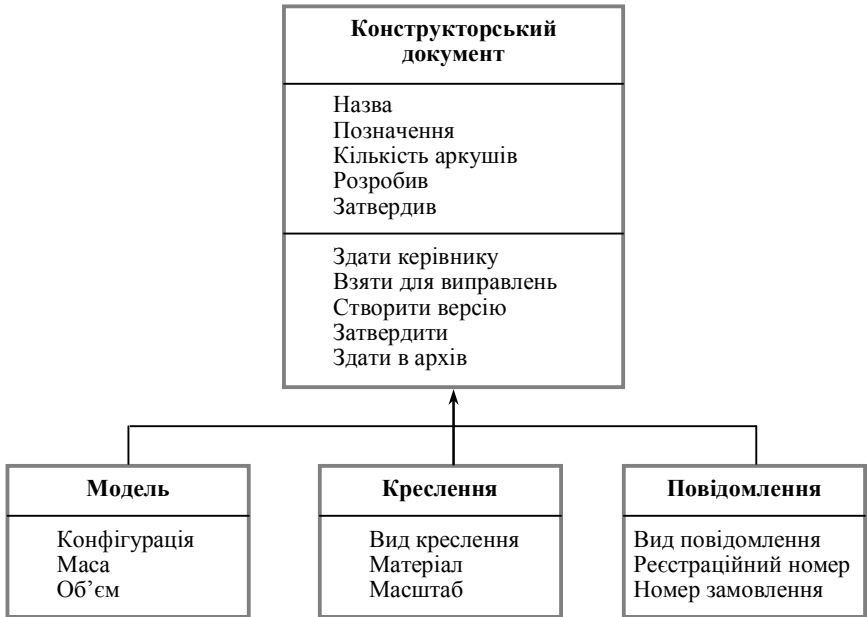 Конструкторський
документ
Назва
Позначення
Кількість аркушів
Розробив
Затвердив
Здати керівнику
Взяти для виправлень
Створити версію
Затвердити
Здати в архів
Модель
Конфігурація
Маса
Об’єм
Креслення
Вид креслення
Матеріал
Масштаб
Повідомлення
Вид повідомлення
Реєстраційний номер
Номер замовлення